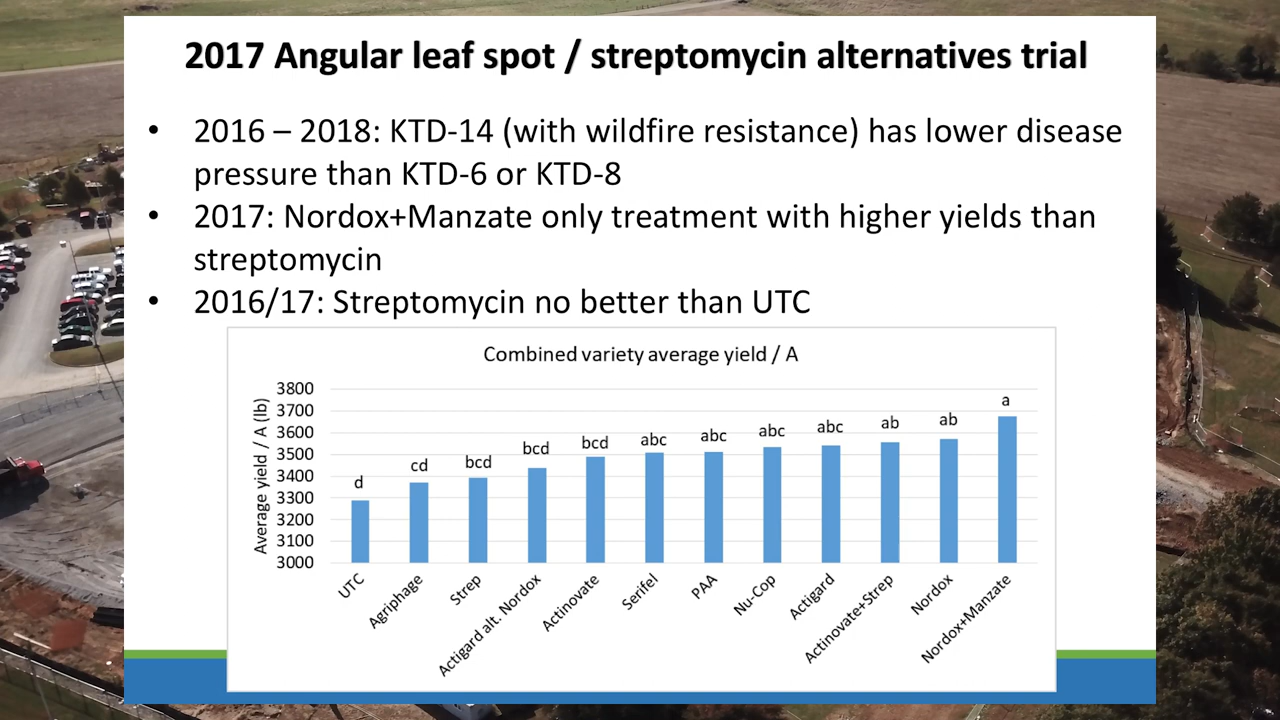 2017 Angular leaf spot / streptomycin alternatives trial
• 2016 – 2018: KTD-14 (with wildfire resistance) has lower disease
pressure than KTD-6 or KTD-8
• 2017: Nordox+Manzate only treatment with higher yields than
streptomycin
• 2016/17: Streptomycin no better than UTC
Combined variety average yield / A
Average yield / A (lb)
3800
3700
3600
3500
3400
3300
3200
3100
3000
d
cd
bcd
bcd
bcd
abc
abc
abc
abc
ab
ab
a
UTC
Agriphage
Strep
Actigard alt. Nordox
Actinovate
Serifel
PAA
Nu-Cop
Actigard
Actinovate+Strep
Nordox
Nordox+Manzate